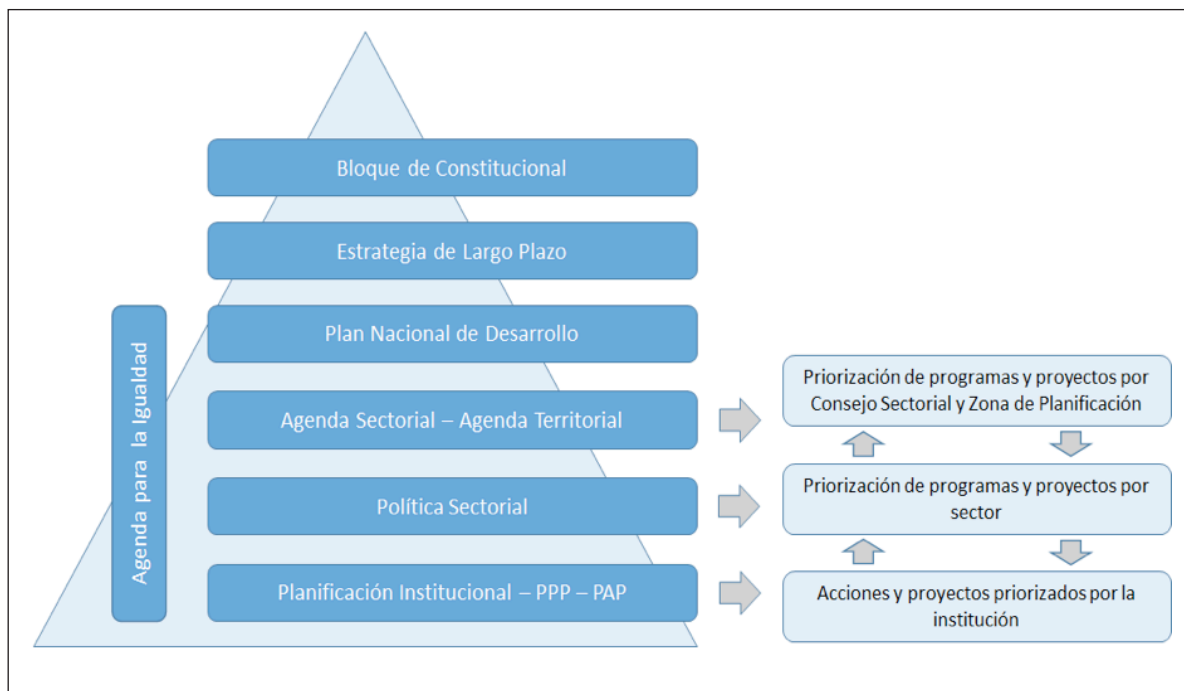 Bloque de Constitucional
Estrategia de Largo Plazo
Plan Nacional de Desarrollo
Agenda Sectorial – Agenda Territorial
Política Sectorial
Planificación Institucional – PPP – PAP
Agenda para la Igualdad
Priorización de programas y proyectos por
Consejo Sectorial y Zona de Planificación
Priorización de programas y proyectos por
sector
Acciones y proyectos priorizados por la
institución